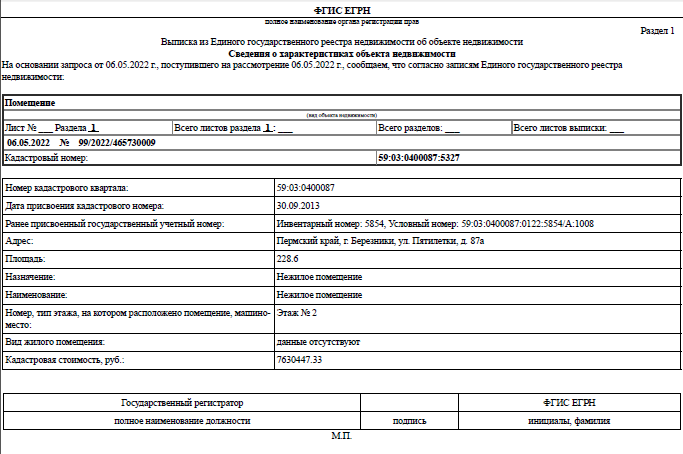 ФГИС ЕГРН
полное наименование органа регистрации прав
Раздел 1
Выписка из Единого государственного реестра недвижимости об объекте недвижимости
Сведения о характеристиках объекта недвижимости
На основании запроса от 06.05.2022 г., поступившего на рассмотрение 06.05.2022 г., сообщаем, что согласно записям Единого государственного реестра
недвижимости:
Помещение
(вид объекта недвижимости)
Лист № ___ Раздела 1 Всего листов раздела 1 : ___ Всего разделов: ___ Всего листов выписки: ___
06.05.2022 № 99/2022/465730009
Кадастровый номер: 59:03:0400087:5327
Номер кадастрового квартала: 59:03:0400087
Дата присвоения кадастрового номера: 30.09.2013
Ранее присвоенный государственный учетный номер: Инвентарный номер: 5854, Условный номер: 59:03:0400087:0122:5854/А:1008
Адрес: Пермский край, г. Березники, ул. Пятилетки, д. 87а
Площадь: 228.6
Назначение: Нежилое помещение
Наименование: Нежилое помещение
Номер, тип этажа, на котором расположено помещение, машино- Этаж № 2
место:
Вид жилого помещения: данные отсутствуют
Кадастровая стоимость, руб.: 7630447.33
Государственный регистратор ФГИС ЕГРН
полное наименование должности подпись инициалы, фамилия
М.П.